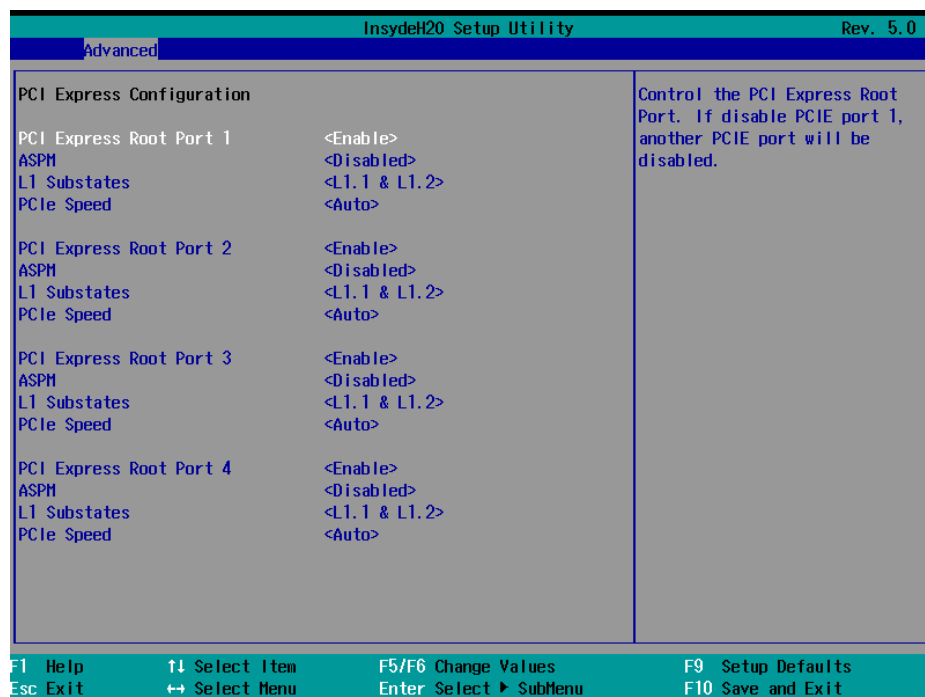 InsydeH20 Setup Utility Rev. 5.0
Advanced
PCI Express Configuration
PCI Express Root Port 1 <Enable>
ASPM <Disabled>
L1 Substates <L1.1 & L1.2>
PCIe Speed <Auto>
PCI Express Root Port 2 <Enable>
ASPM <Disabled>
L1 Substates <L1.1 & L1.2>
PCIe Speed <Auto>
PCI Express Root Port 3 <Enable>
ASPM <Disabled>
L1 Substates <L1.1 & L1.2>
PCIe Speed <Auto>
PCI Express Root Port 4 <Enable>
ASPM <Disabled>
L1 Substates <L1.1 & L1.2>
PCIe Speed <Auto>
Control the PCI Express Root
Port. If disable PCIE port 1,
another PCIE port will be
disabled.
F1 Help ↑↓ Select Item F5/F6 Change Values F9 Setup Defaults
Esc Exit ↔ Select Menu Enter Select ▶ SubMenu F10 Save and Exit